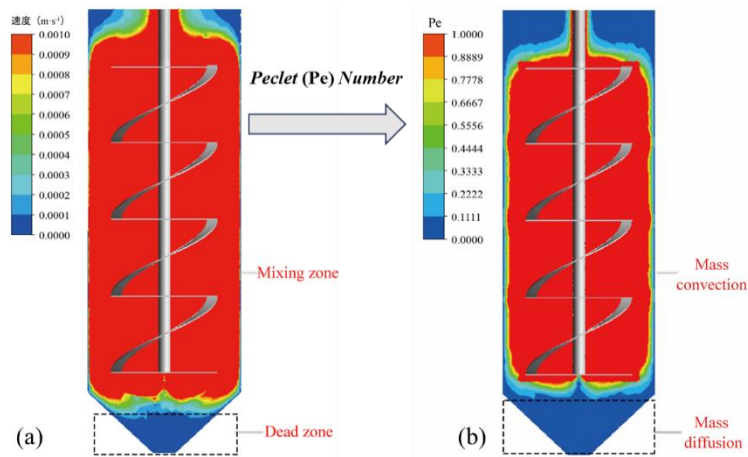 速度 (m·s⁻¹)
0.0010
0.0009
0.0008
0.0007
0.0006
0.0005
0.0004
0.0003
0.0002
0.0001
0.0000
Mixing zone
Dead zone
(a)
Peclet (Pe) Number
Pe
1.0000
0.8889
0.7778
0.6667
0.5556
0.4444
0.3333
0.2222
0.1111
0.0000
Mass
convection
Mass
diffusion
(b)